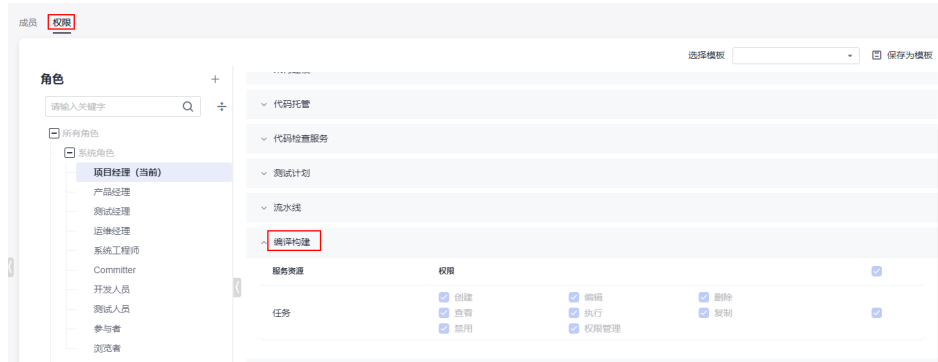 成员 权限
选择模板 保存为模板
角色
请输入关键字
所有角色
系统角色
项目经理（当前）
产品经理
测试经理
运维经理
系统工程师
Committer
开发人员
测试人员
参与者
浏览者
代码托管
代码检查服务
测试计划
流水线
编译构建
服务资源 权限
任务
创建 编辑 删除
查看 执行 复制
禁用 权限管理